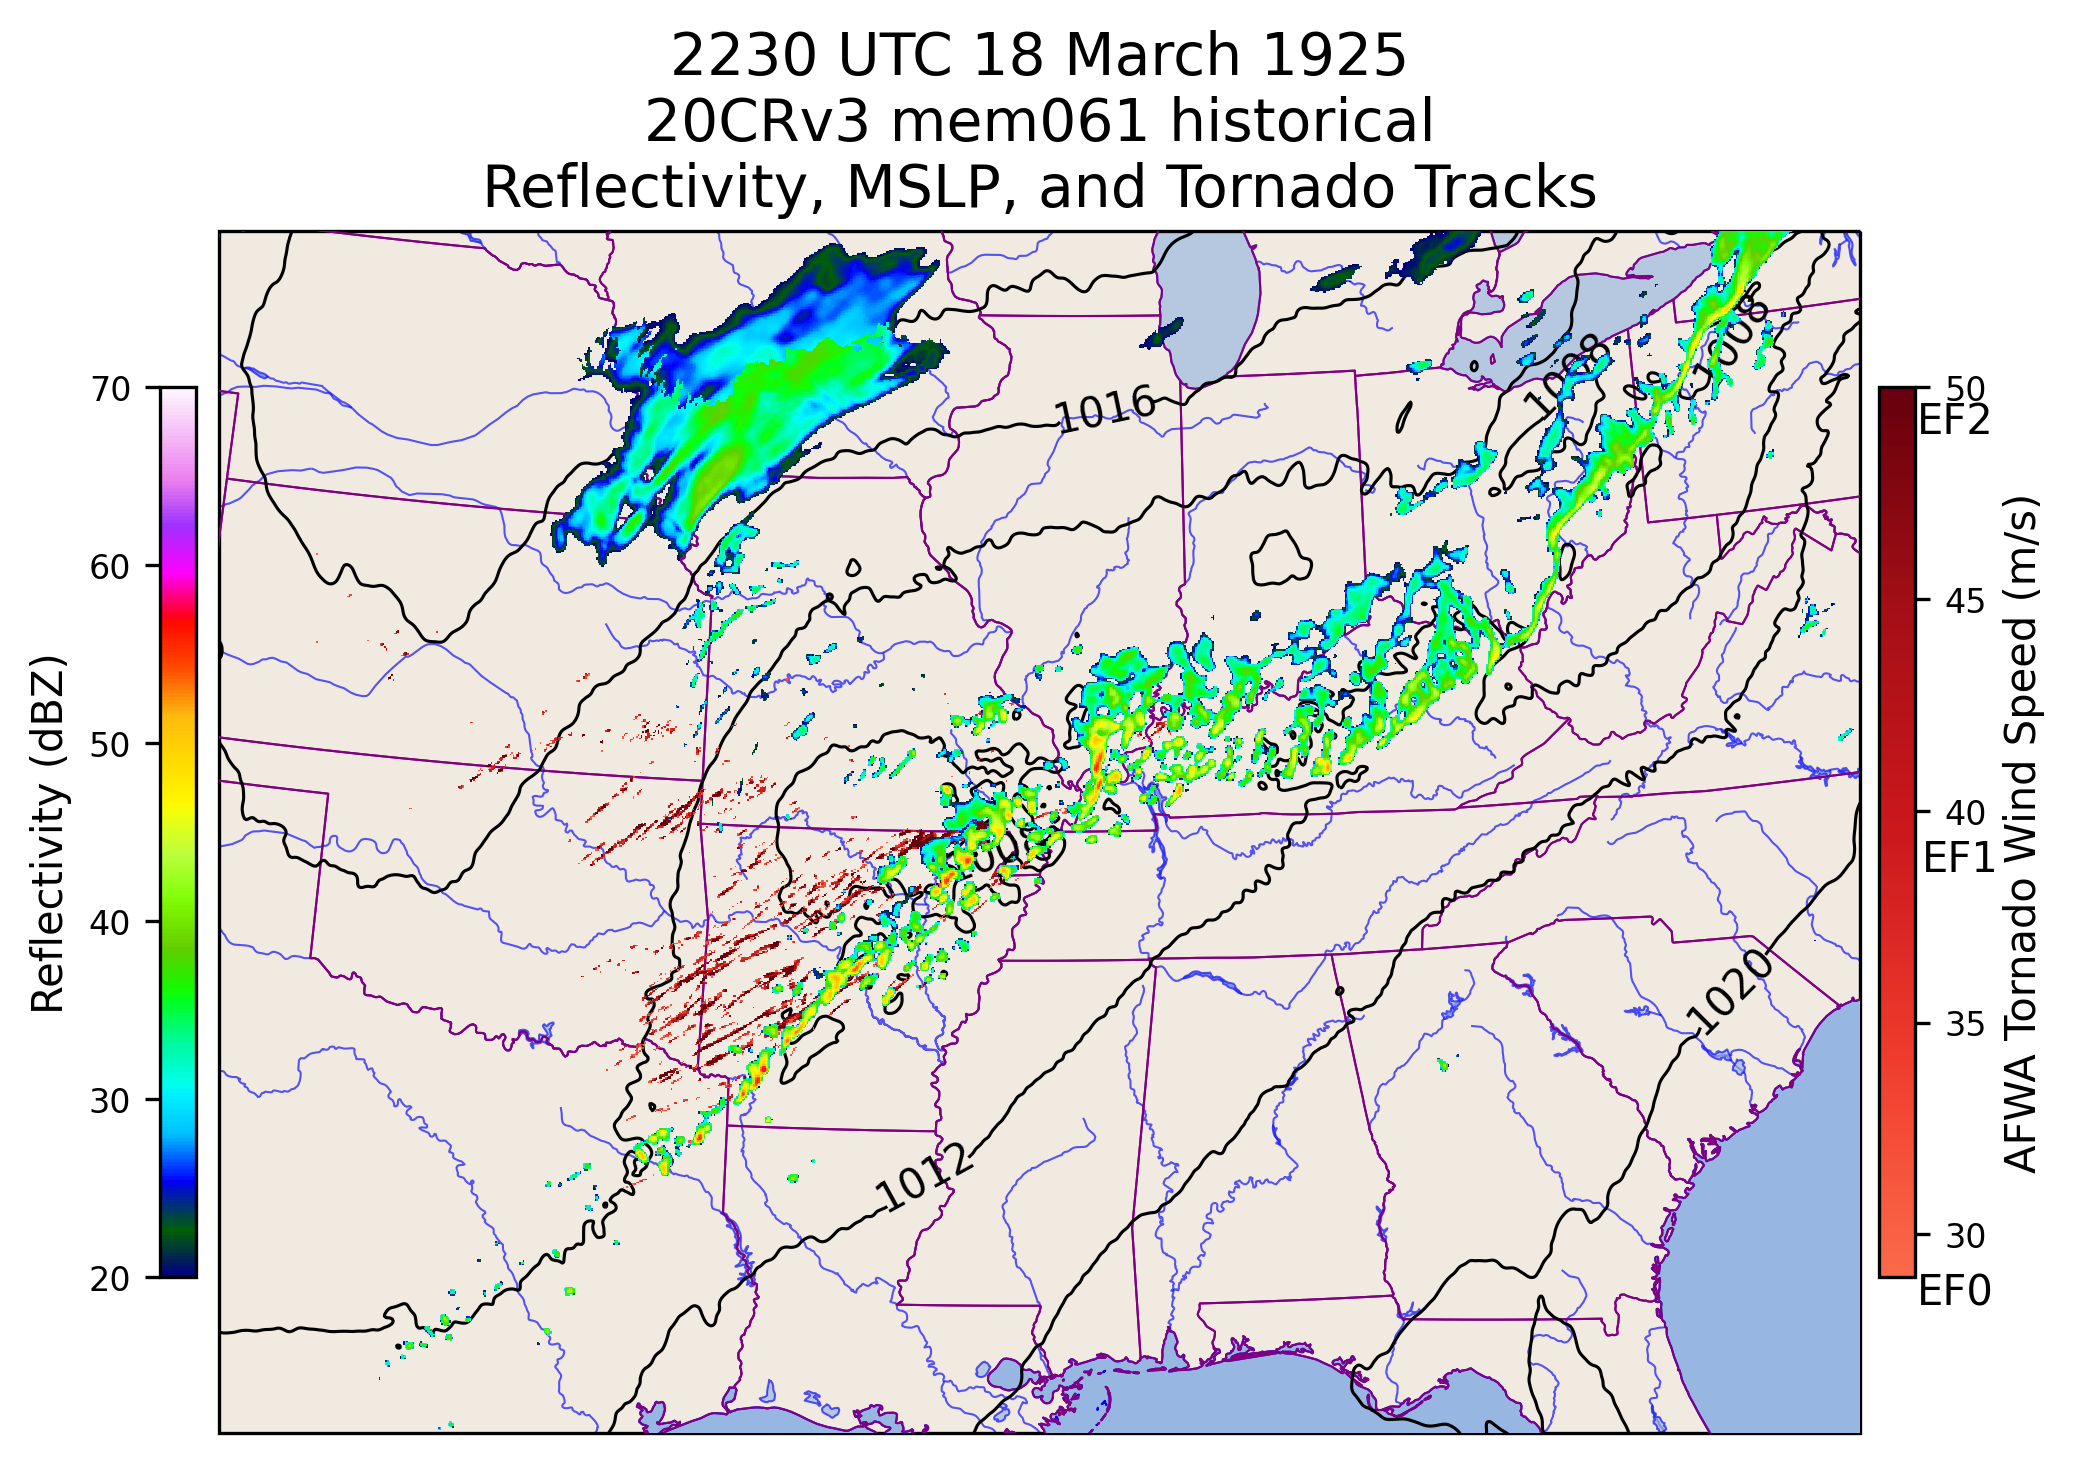 2230 UTC 18 March 1925
20CRv3 mem061 historical
Reflectivity, MSLP, and Tornado Tracks
Reflectivity (dBZ)
70
60
50
40
30
20
1016
1008
1008
1020
1012
50
EF2
45
40
EF1
35
30
EF0
AFWA Tornado Wind Speed (m/s)